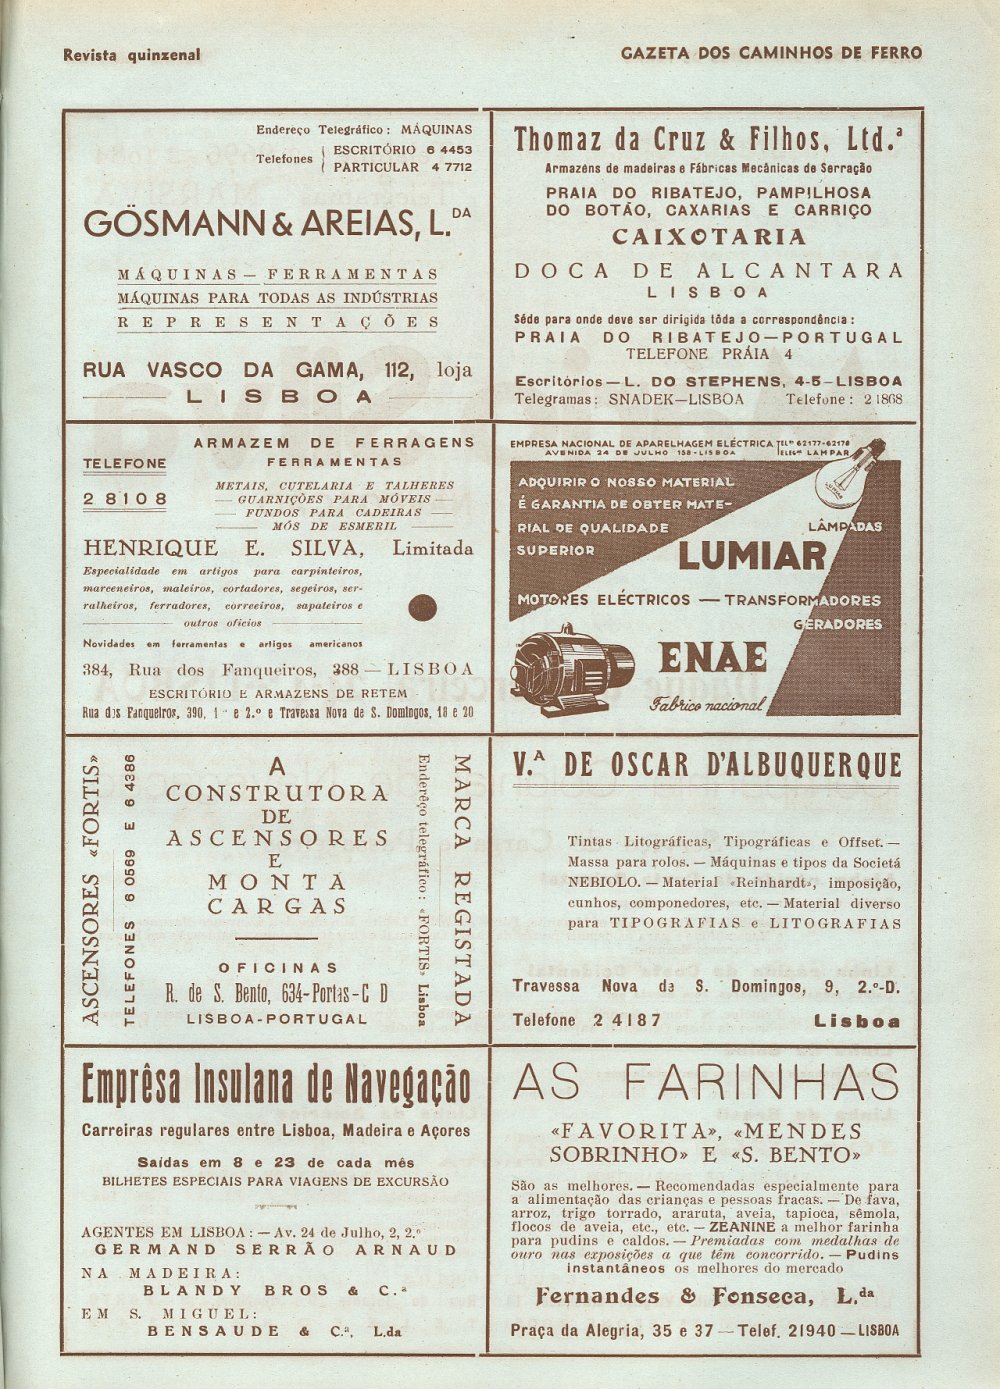 Revista quinzenal
GAZETA DOS CAMINHOS DE FERRO
Endereço Telegráfico: MÁQUINAS
Telefones
ESCRITÓRIO 6 4453
PARTICULAR 4 7712
GÖSMANN & AREIAS, L.DA
MÁQUINAS — FERRAMENTAS
MÁQUINAS PARA TODAS AS INDÚSTRIAS
REPRESENTAÇÕES
RUA VASCO DA GAMA, 112, loja
LISBOA
Thomaz da Cruz & Filhos, Ltd.ª
Armazéns de madeiras e Fábricas Mecânicas de Serração
PRAIA DO RIBATEJO, PAMPILHOSA
DO BOTÃO, CAXARIAS E CARRIÇO
CAIXOTARIA
DOCA DE ALCANTARA
LISBOA
Séde para onde deve ser dirigida tôda a correspondência:
PRAIA DO RIBATEJO—PORTUGAL
TELEFONE PRÁIA 4
Escritórios—L. DO STEPHENS, 4-5—LISBOA
Telegramas: SNADEK—LISBOA Telefone: 2 1868
ARMAZEM DE FERRAGENS
FERRAMENTAS
TELEFONE
2 8108
METAIS, CUTELARIA E TALHERES
— GUARNIÇÕES PARA MÓVEIS —
— FUNDOS PARA CADEIRAS —
— MÓS DE ESMERIL —
HENRIQUE E. SILVA, Limitada
Especialidade em artigos para carpinteiros,
marceneiros, maleiros, cortadores, segeiros, ser-
ralheiros, ferradores, correeiros, sapateiros e
outros ofícios
Novidades em ferramentas e artigos americanos
384, Rua dos Fanqueiros, 388 — LISBOA
ESCRITÓRIO E ARMAZENS DE RETEM
Rua dos Fanqueiros, 390, 1.º e 2.º e Travessa Nova de S. Domingos, 18 e 20
EMPRESA NACIONAL DE APARELHAGEM ELÉCTRICA TELes 62177-62178
AVENIDA 24 DE JULHO 158-LISBOA TELEG. LAMPAR
ADQUIRIR O NOSSO MATERIAL
É GARANTIA DE OBTER MATE-
RIAL DE QUALIDADE
SUPERIOR
LÂMPADAS
LUMIAR
MOTORES ELÉCTRICOS — TRANSFORMADORES
GERADORES
ENAE
Fabrico nacional
ASCENSORES «FORTIS»
TELEFONES 6 0569 E 6 4386
A
CONSTRUTORA
DE
ASCENSORES
E
MONTA
CARGAS
OFICINAS
R. de S. Bento, 634-Portas-C D
LISBOA-PORTUGAL
Enderêço telegráfico: «FORTIS» Lisboa
MARCA REGISTADA
V.A DE OSCAR D'ALBUQUERQUE
Tintas Litográficas, Tipográficas e Offset.—
Massa para rolos. — Máquinas e tipos da Societá
NEBIOLO. — Material «Reinhardt», imposição,
cunhos, componedores, etc. — Material diverso
para TIPOGRAFIAS e LITOGRAFIAS
Travessa Nova de S. Domingos, 9, 2.º-D.
Telefone 2 4187 Lisboa
Emprêsa Insulana de Navegação
Carreiras regulares entre Lisboa, Madeira e Açores
Saídas em 8 e 23 de cada mês
BILHETES ESPECIAIS PARA VIAGENS DE EXCURSÃO
AGENTES EM LISBOA: — Av. 24 de Julho, 2, 2.º
GERMAND SERRÃO ARNAUD
NA MADEIRA:
BLANDY BROS & C.ª
EM S. MIGUEL:
BENSAUDE & C.ª, L.da
AS FARINHAS
«FAVORITA», «MENDES
SOBRINHO» E «S. BENTO»
São as melhores. — Recomendadas especialmente para
a alimentação das crianças e pessoas fracas. — De fava,
arroz, trigo torrado, araruta, aveia, tapioca, sêmola,
flocos de aveia, etc., etc. — ZEANINE a melhor farinha
para pudins e caldos. — Premiadas com medalhas de
ouro nas exposições a que têm concorrido. — Pudins
instantâneos os melhores do mercado
Fernandes & Fonseca, L.da
Praça da Alegria, 35 e 37 — Telef. 21940 — LISBOA